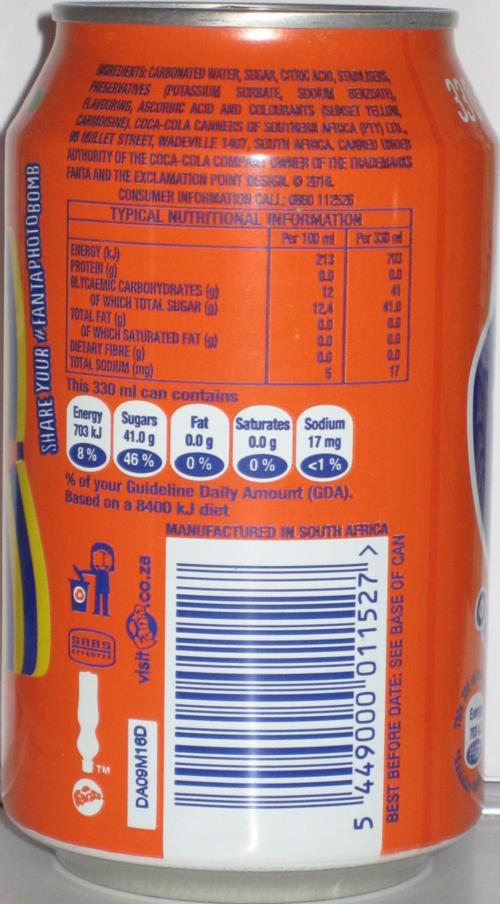 INGREDIENTS: CARBONATED WATER, SUGAR, CITRIC ACID, STABILISERS,
PRESERVATIVES (POTASSIUM SORBATE, SODIUM BENZOATE),
FLAVOURING, ASCORBIC ACID AND COLOURANTS (SUNSET YELLOW,
CARMOISINE). COCA-COLA CANNERS OF SOUTHERN AFRICA (PTY) LTD.,
MULLET STREET, WADEVILLE 1407, SOUTH AFRICA. CANNED UNDER
AUTHORITY OF THE COCA-COLA COMPANY OWNER OF THE TRADEMARKS
FANTA AND THE EXCLAMATION POINT DESIGN. © 2016.
CONSUMER INFORMATION CALL: 0860 112526
TYPICAL NUTRITIONAL INFORMATION
Per 100 ml Per 330 ml
ENERGY (kJ) 213 703
PROTEIN (g) 0.0 0.0
GLYCAEMIC CARBOHYDRATES (g) 12 41
OF WHICH TOTAL SUGAR (g) 12,4 41.0
TOTAL FAT (g) 0.0 0.0
OF WHICH SATURATED FAT (g) 0.0 0.0
DIETARY FIBRE (g) 0.0 0.0
TOTAL SODIUM (mg) 5 17
This 330 ml can contains
Energy Sugars Fat Saturates Sodium
703 kJ 41.0 g 0.0 g 0.0 g 17 mg
8% 46% 0% 0% <1%
% of your Guideline Daily Amount (GDA).
Based on a 8400 kJ diet
MANUFACTURED IN SOUTH AFRICA
SHARE YOUR #FANTAPHOTOBOMB
visit Fanta.co.za
SABS
APPROVED
TM
Fanta
DA09M16D
5 449000 011527 >
BEST BEFORE DATE: SEE BASE OF CAN
330